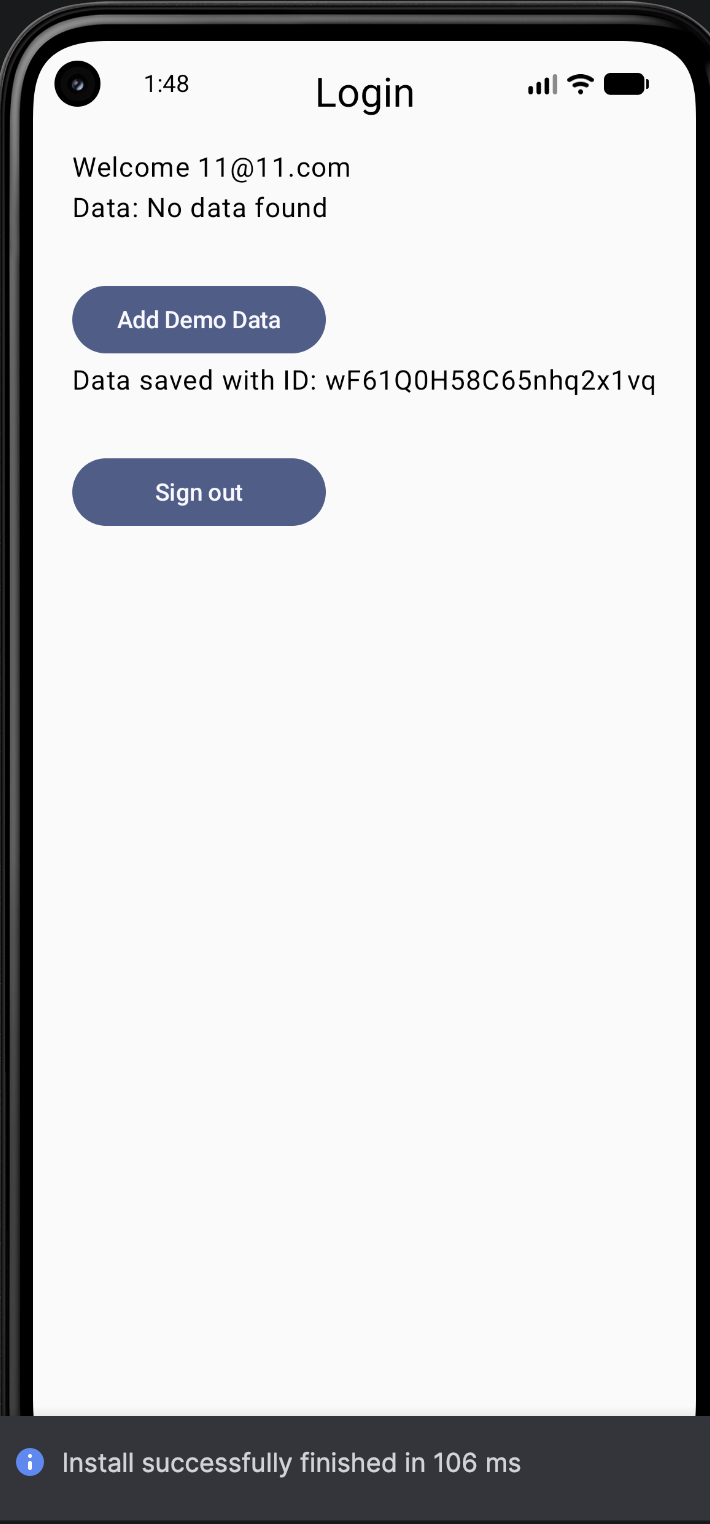 1:48
Login
Welcome 11@11.com
Data: No data found
Add Demo Data
Data saved with ID: wF61Q0H58C65nhq2x1vq
Sign out
Install successfully finished in 106 ms